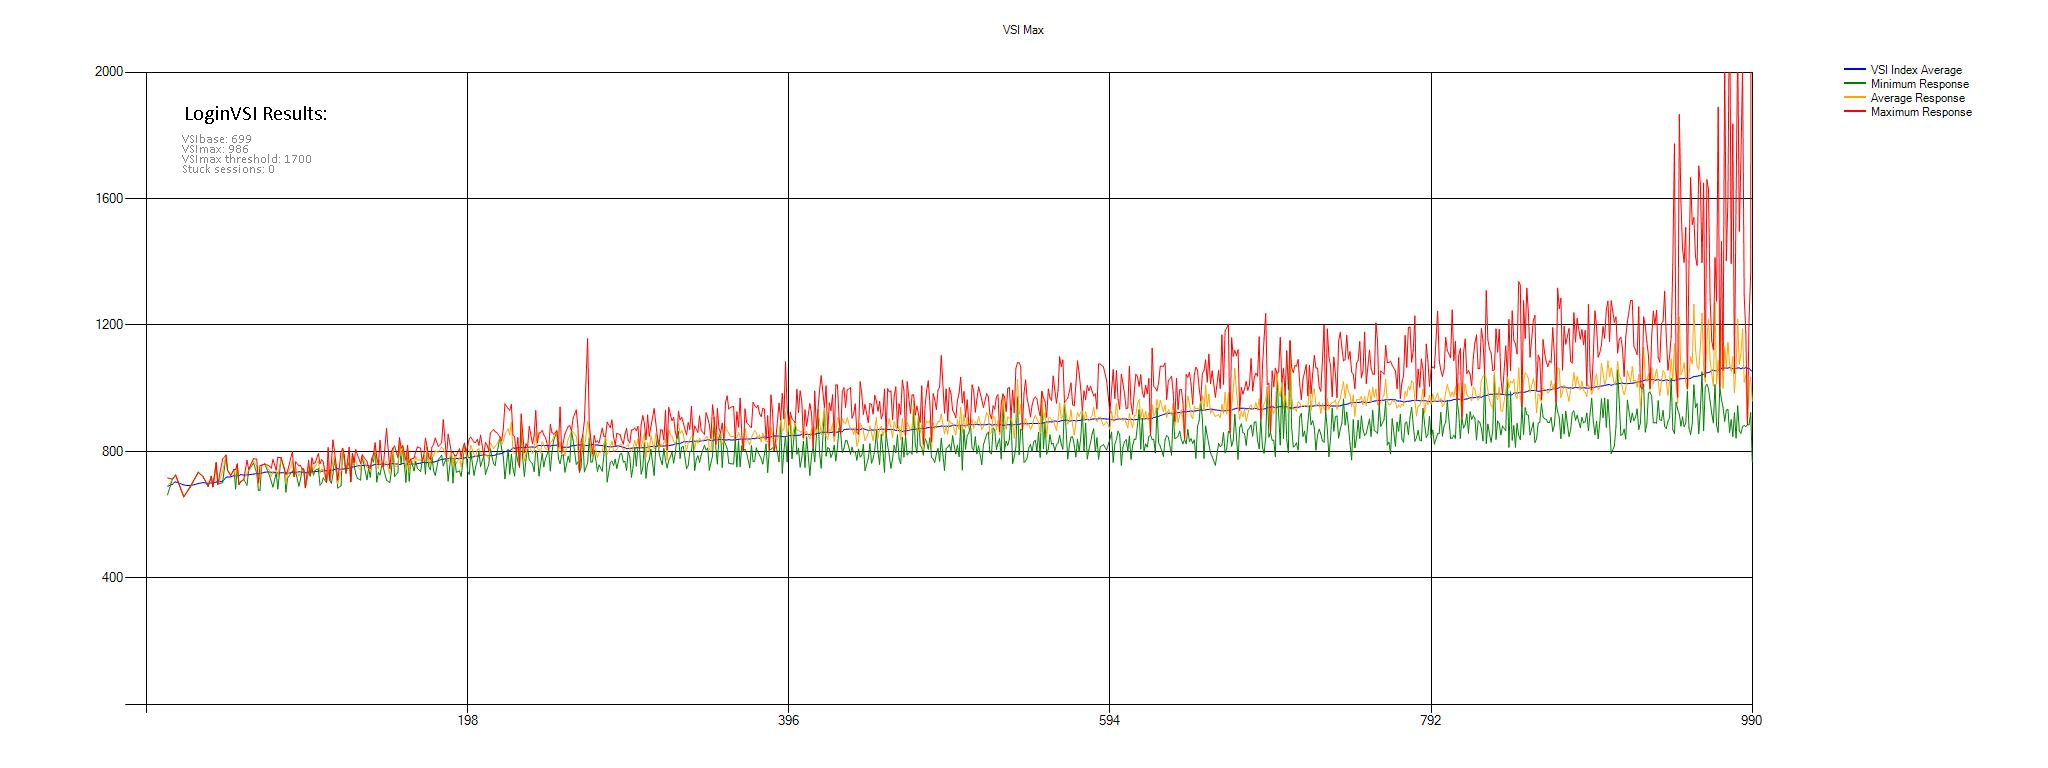 VSI Max
2000
1600
1200
800
400
LoginVSI Results:
VSIbase: 699
VSImax: 986
VSImax threshold: 1700
Stuck sessions: 0
VSI Index Average
Minimum Response
Average Response
Maximum Response
198
396
594
792
990